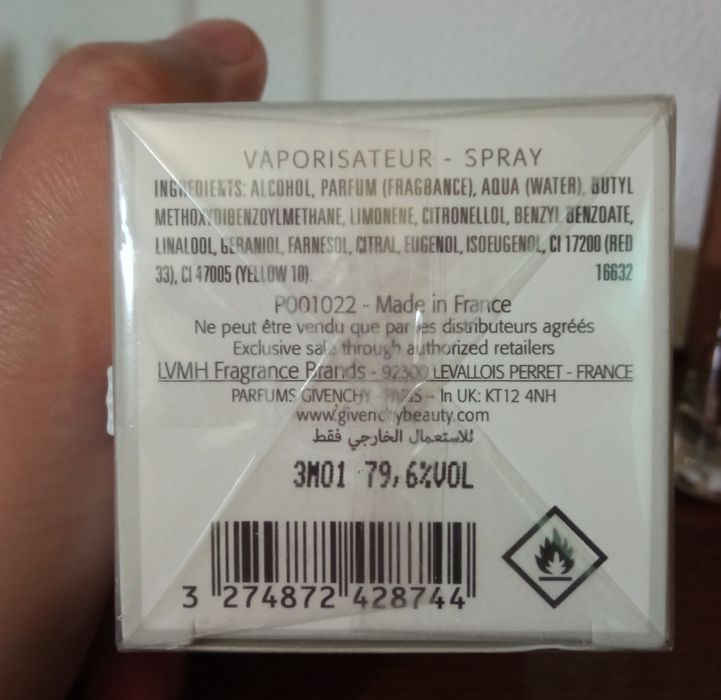 VAPORISATEUR - SPRAY
INGREDIENTS: ALCOHOL, PARFUM (FRAGRANCE), AQUA (WATER), BUTYL
METHOXYDIBENZOYLMETHANE, LIMONENE, CITRONELLOL, BENZYL BENZOATE,
LINALOOL, GERANIOL, FARNESOL, CITRAL, EUGENOL, ISOEUGENOL, CI 17200 (RED
33), CI 47005 (YELLOW 10) 16632
P001022 - Made in France
Ne peut être vendu que par les distributeurs agréés
Exclusive sale through authorized retailers
LVMH Fragrance Brands - 92300 LEVALLOIS PERRET - FRANCE
PARFUMS GIVENCHY - PARIS - In UK: KT12 4NH
www.givenchybeauty.com
للاستعمال الخارجي فقط
3M01 79,6%VOL
3 274872 428744